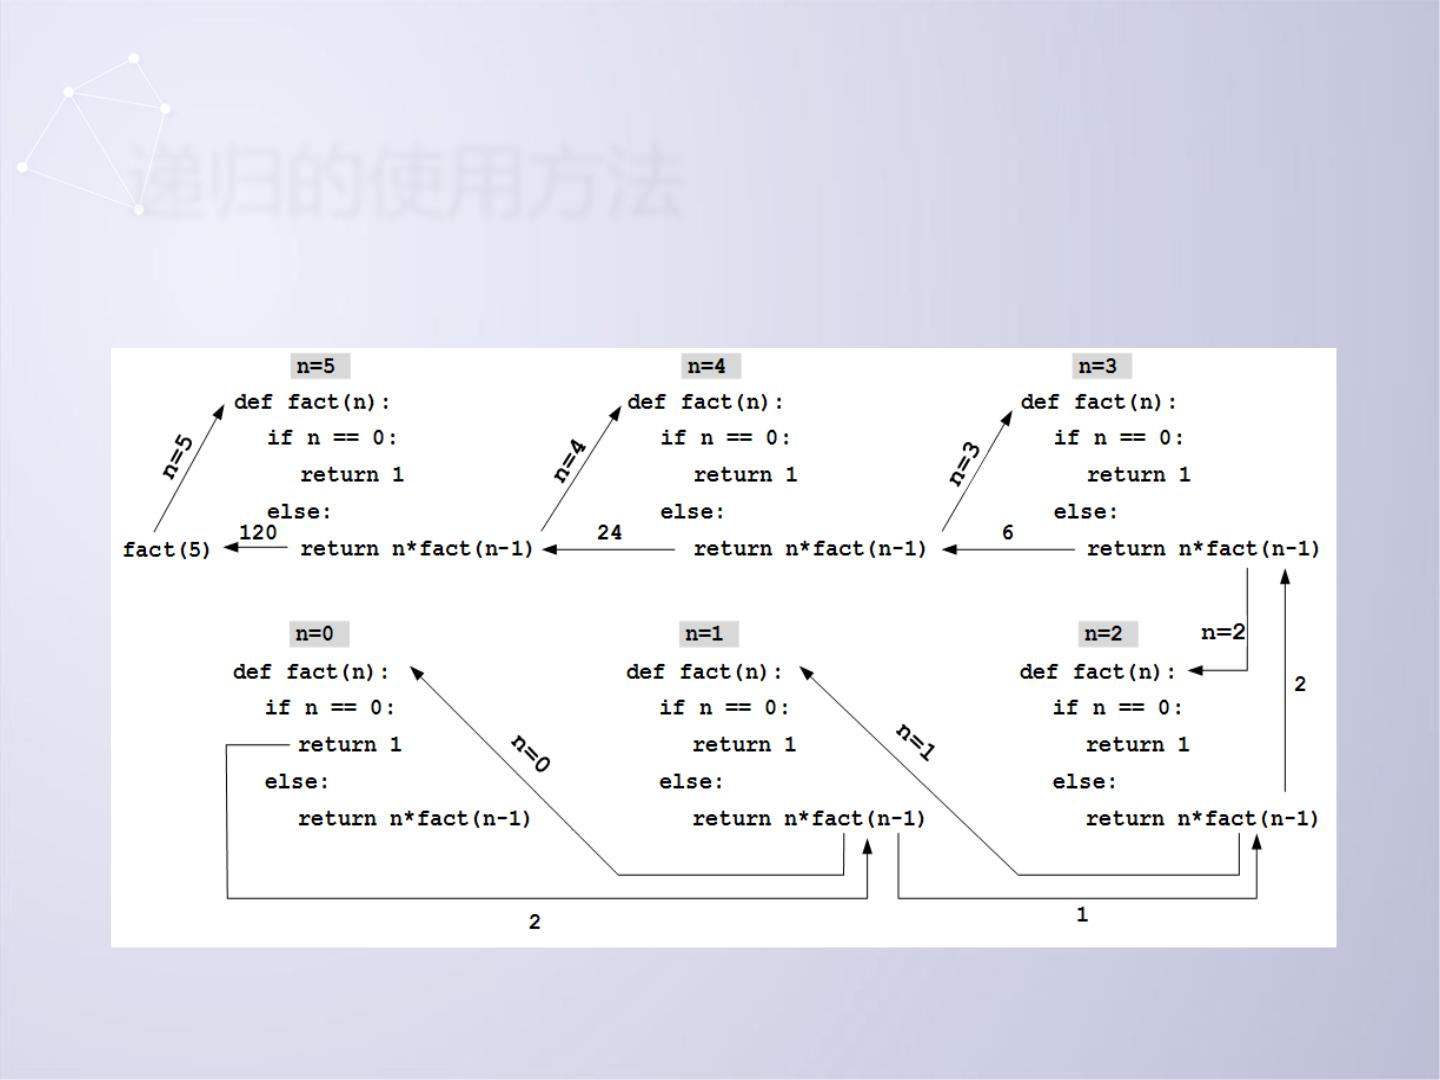 递归的使用方法
n=5
def fact(n):
if n == 0:
return 1
else:
return n*fact(n-1)
n=4
def fact(n):
if n == 0:
return 1
else:
return n*fact(n-1)
n=3
def fact(n):
if n == 0:
return 1
else:
return n*fact(n-1)
n=5
fact(5)
120
n=4
24
n=3
6
n=0
def fact(n):
if n == 0:
return 1
else:
return n*fact(n-1)
n=1
def fact(n):
if n == 0:
return 1
else:
return n*fact(n-1)
n=2
def fact(n):
if n == 0:
return 1
else:
return n*fact(n-1)
n=2
2
n=0
n=1
2
1